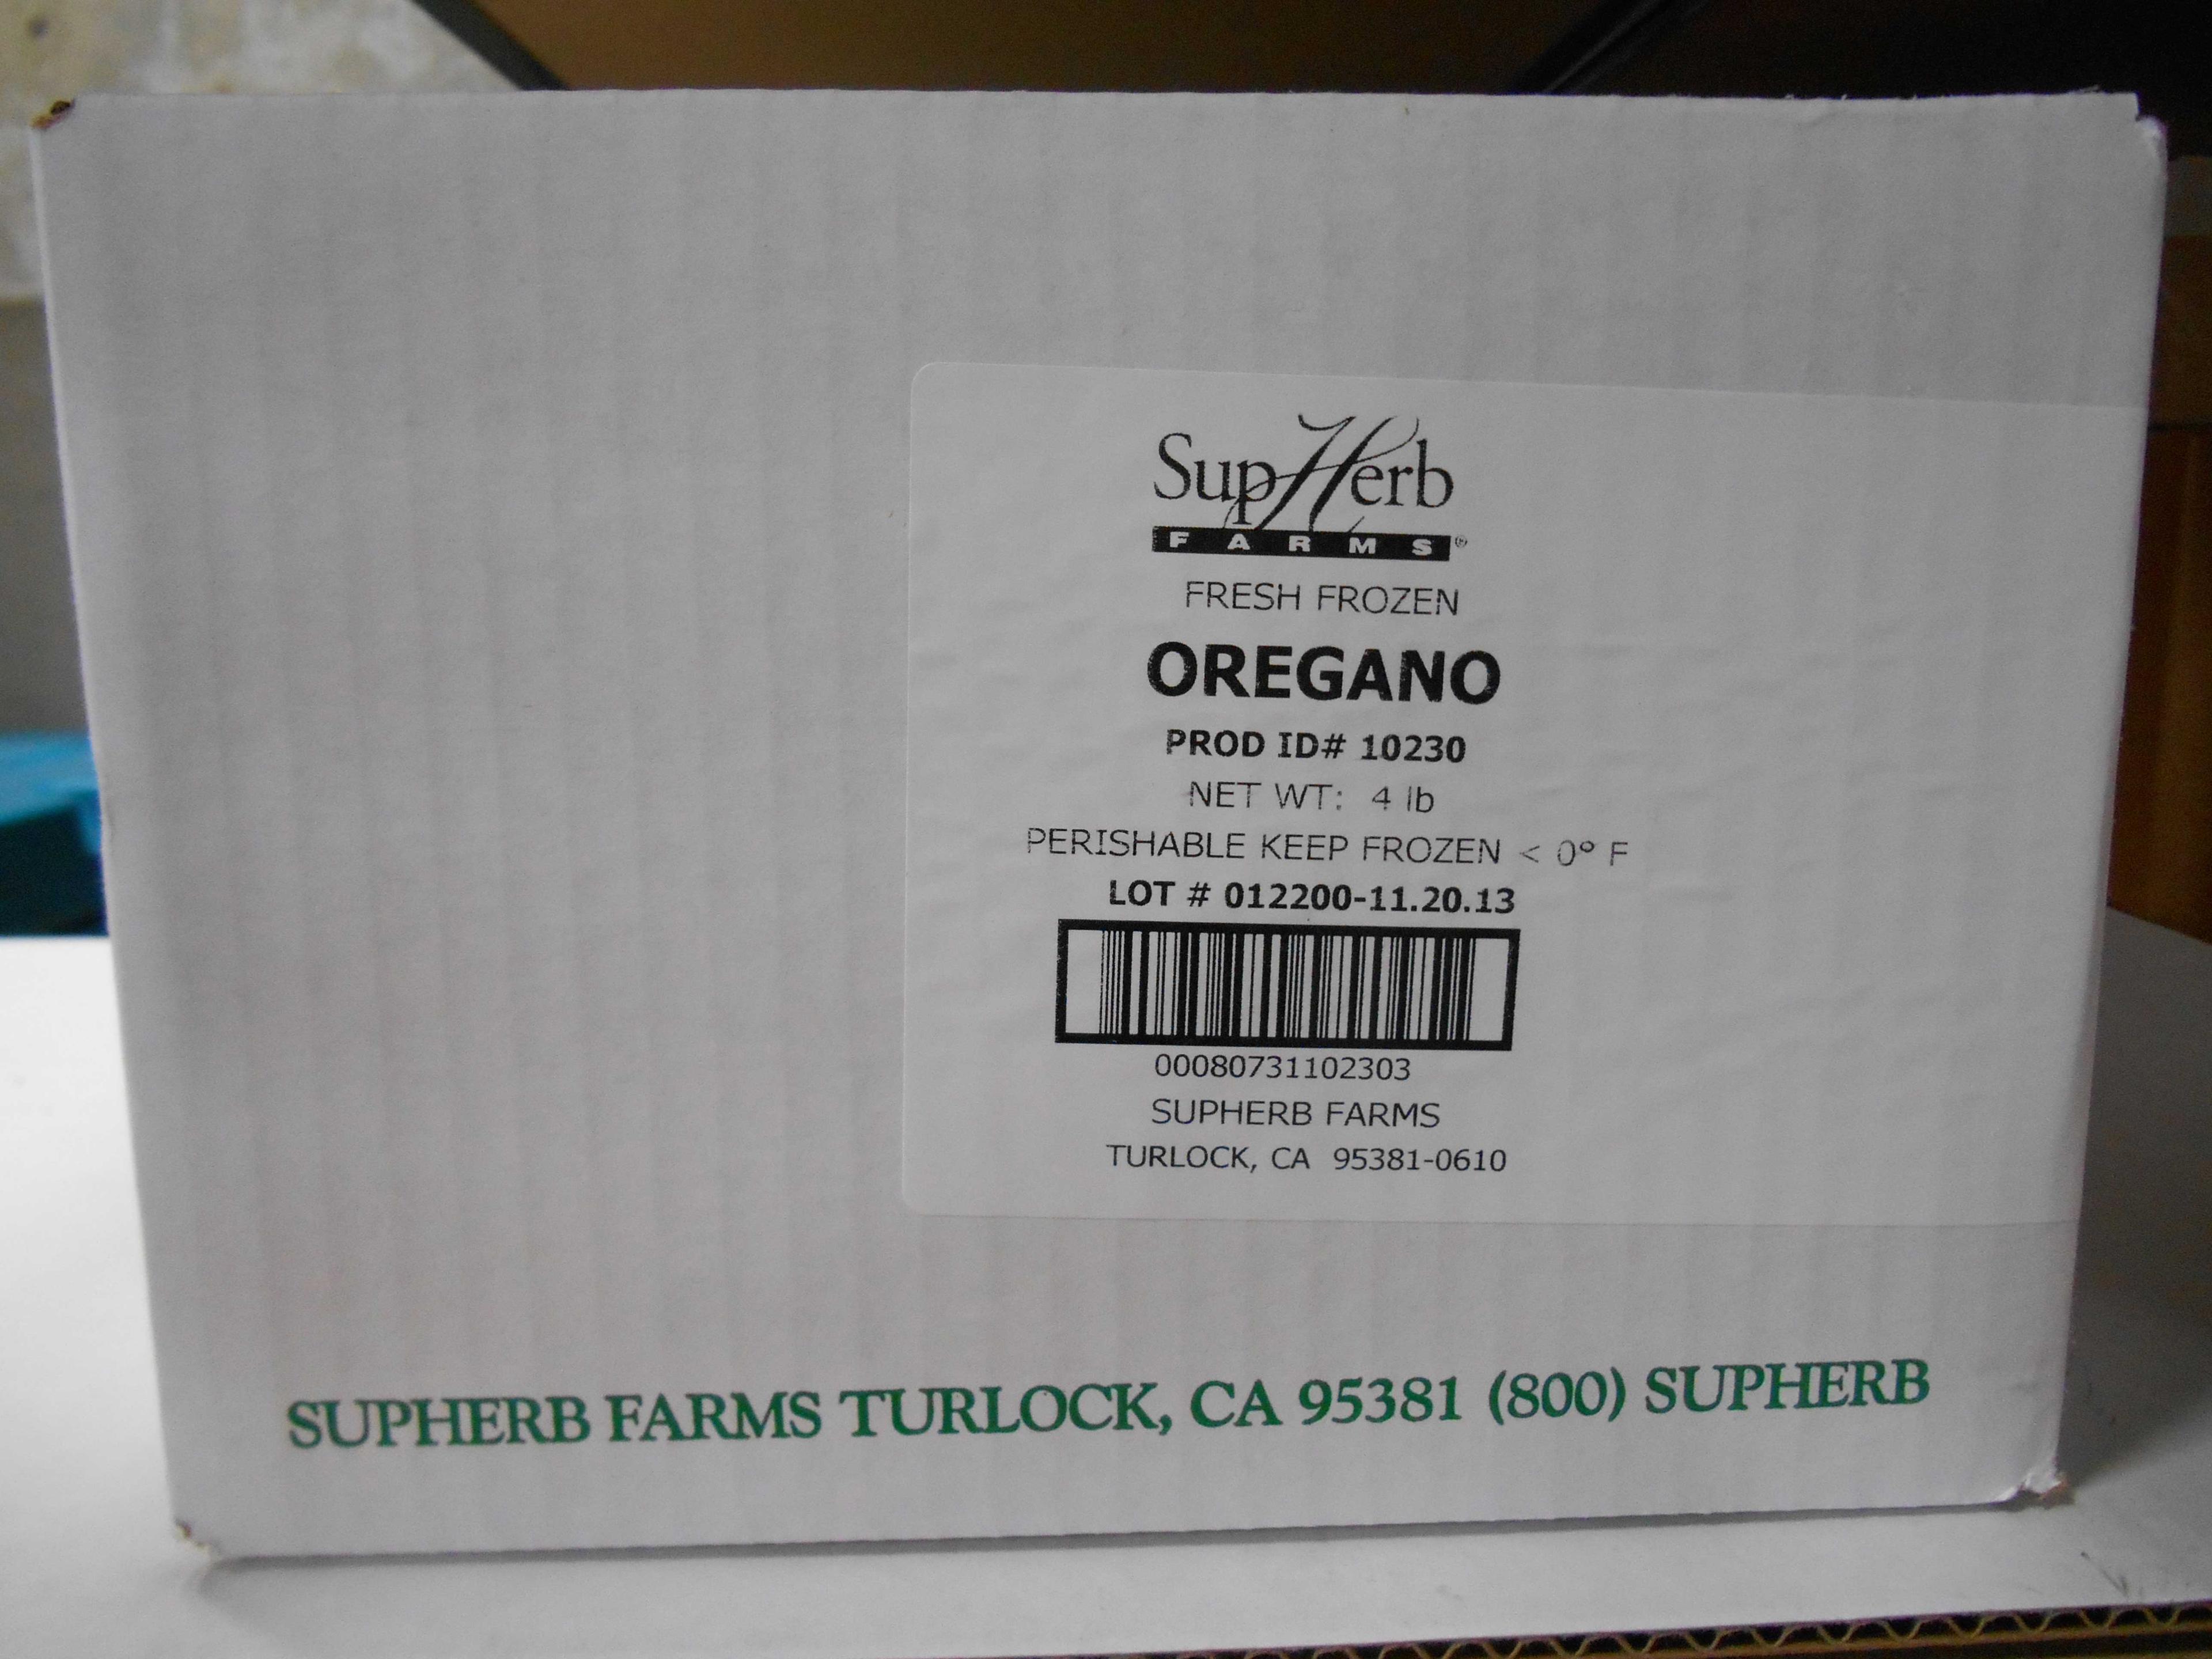 SupHerb
FARMS®
FRESH FROZEN
OREGANO
PROD ID# 10230
NET WT: 4 lb
PERISHABLE KEEP FROZEN < 0° F
LOT # 012200-11.20.13
00080731102303
SUPHERB FARMS
TURLOCK, CA 95381-0610
SUPHERB FARMS TURLOCK, CA 95381 (800) SUPHERB